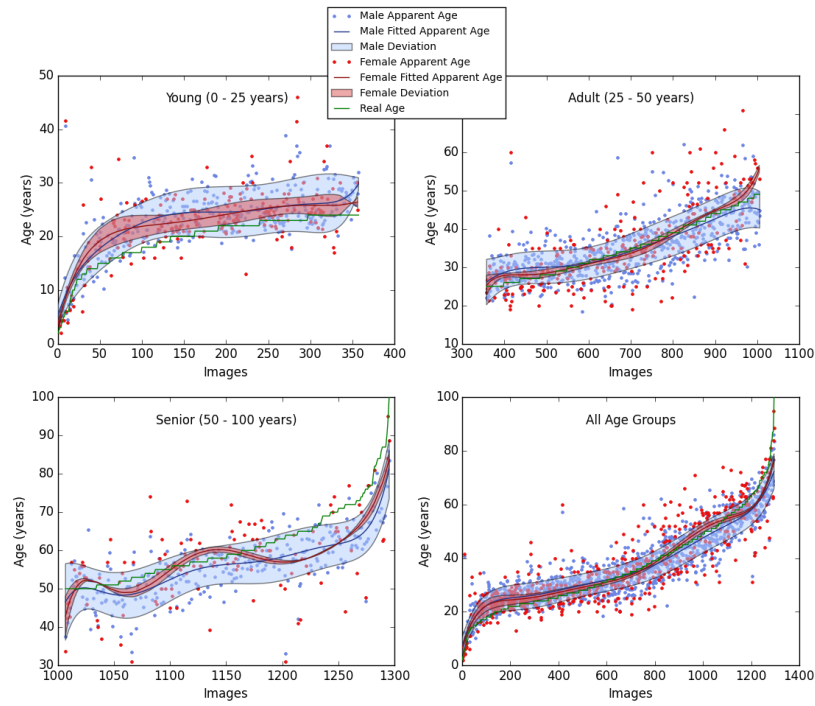 Male Apparent Age
Male Fitted Apparent Age
Male Deviation
Female Apparent Age
Female Fitted Apparent Age
Female Deviation
Real Age
Young (0 - 25 years)
50
40
30
20
10
0
Age (years)
0 50 100 150 200 250 300 350 400
Images
Adult (25 - 50 years)
60
50
40
30
20
10
Age (years)
300 400 500 600 700 800 900 1000 1100
Images
Senior (50 - 100 years)
100
90
80
70
60
50
40
30
Age (years)
1000 1050 1100 1150 1200 1250 1300
Images
All Age Groups
100
80
60
40
20
0
Age (years)
0 200 400 600 800 1000 1200 1400
Images